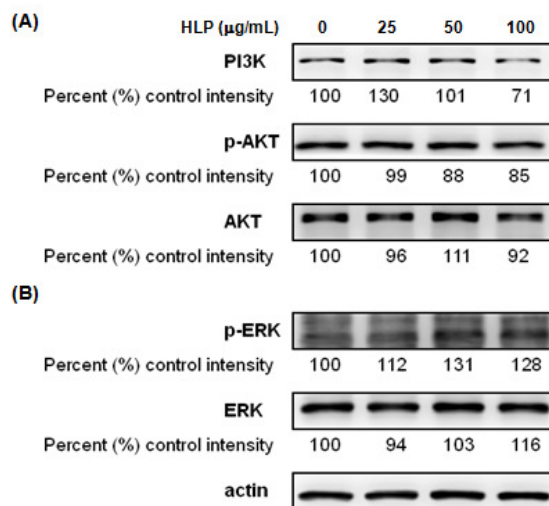 (A) HLP (μg/mL) 0 25 50 100
PI3K
Percent (%) control intensity 100 130 101 71
p-AKT
Percent (%) control intensity 100 99 88 85
AKT
Percent (%) control intensity 100 96 111 92
(B)
p-ERK
Percent (%) control intensity 100 112 131 128
ERK
Percent (%) control intensity 100 94 103 116
actin